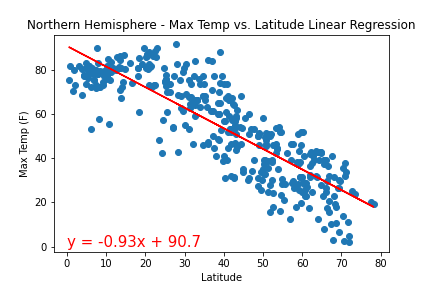 Northern Hemisphere - Max Temp vs. Latitude Linear Regression
Max Temp (F)
80
60
40
20
0
y = -0.93x + 90.7
0 10 20 30 40 50 60 70 80
Latitude